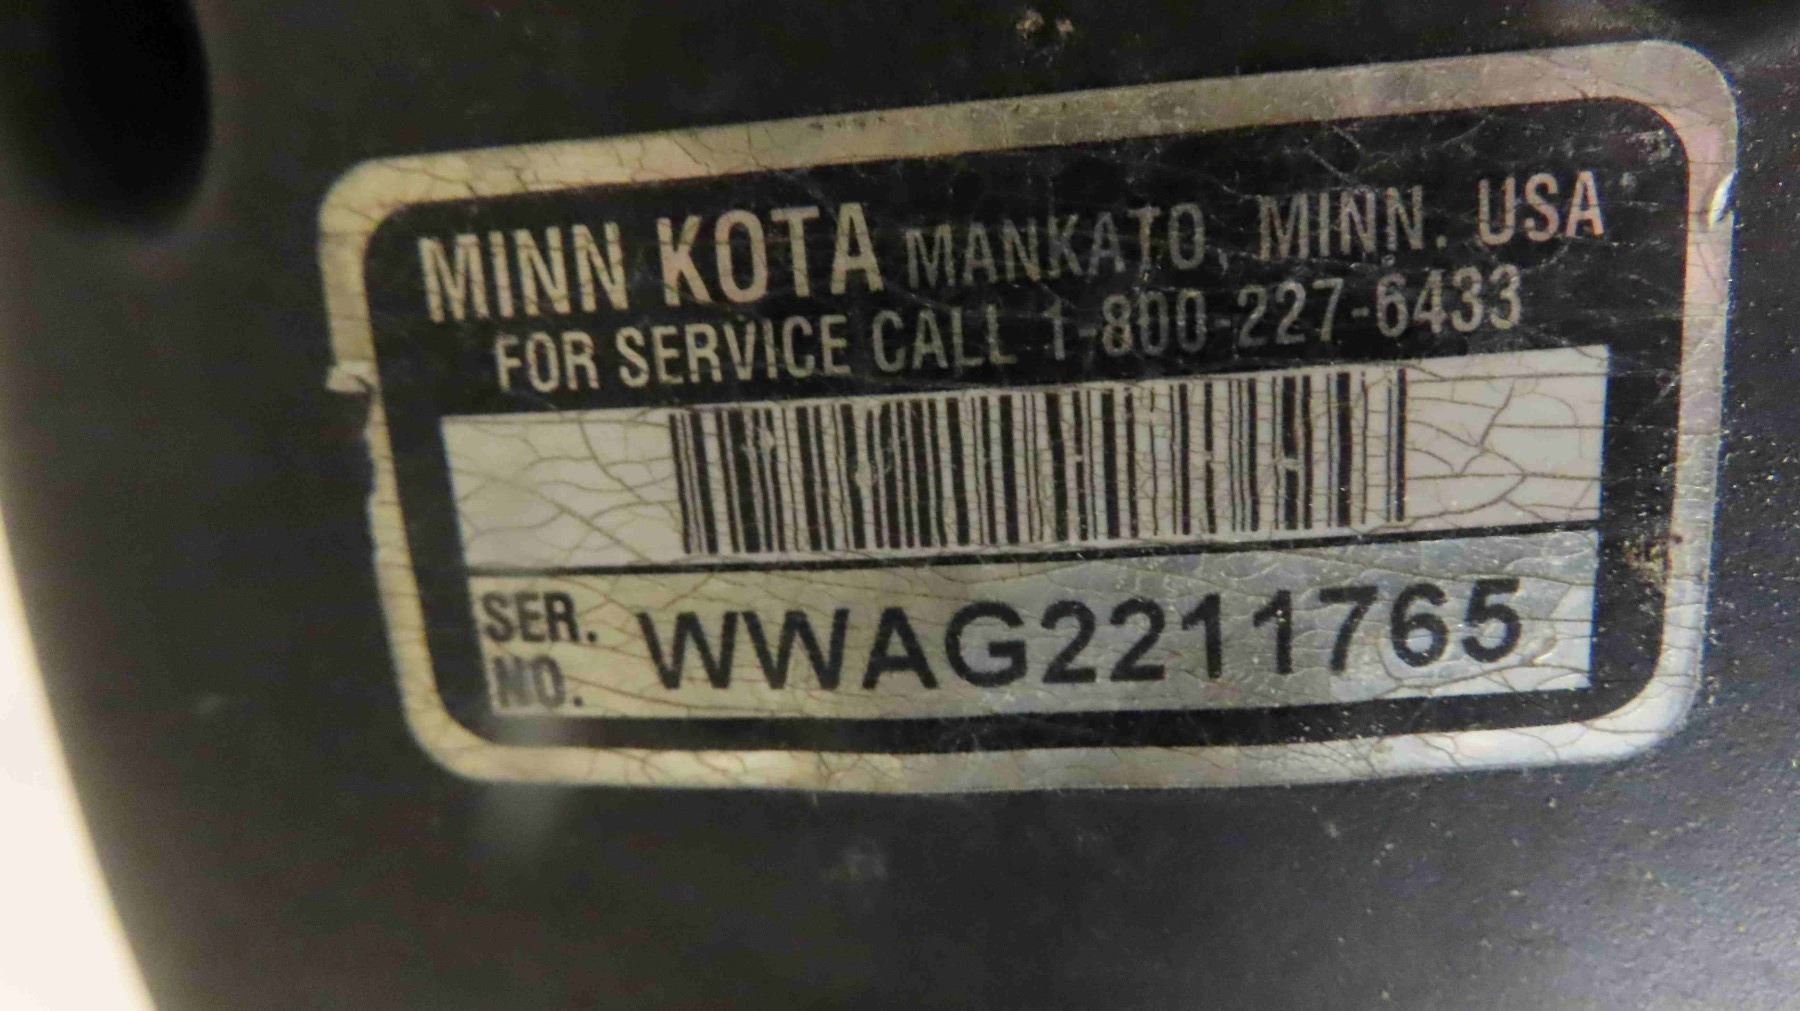 MINN KOTA MANKATO, MINN. USA
FOR SERVICE CALL 1-800-227-6433
SER. NO. WWAG2211765